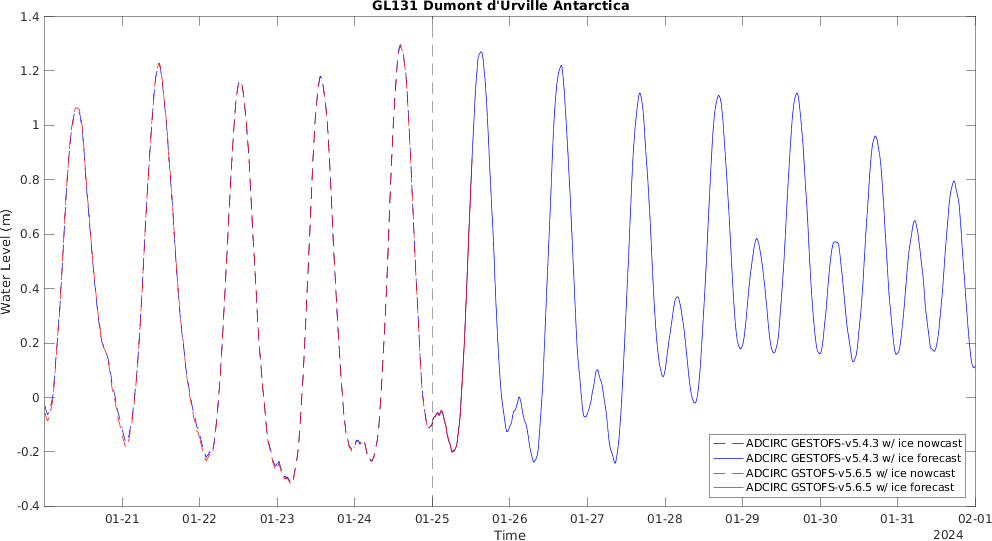 GL131 Dumont d'Urville Antarctica
1.4
1.2
1
0.8
0.6
0.4
0.2
0
-0.2
-0.4
Water Level (m)
01-21 01-22 01-23 01-24 01-25 01-26 01-27 01-28 01-29 01-30 01-31 02-01
Time
2024
ADCIRC GESTOFS-v5.4.3 w/ ice nowcast
ADCIRC GESTOFS-v5.4.3 w/ ice forecast
ADCIRC GSTOFS-v5.6.5 w/ ice nowcast
ADCIRC GSTOFS-v5.6.5 w/ ice forecast